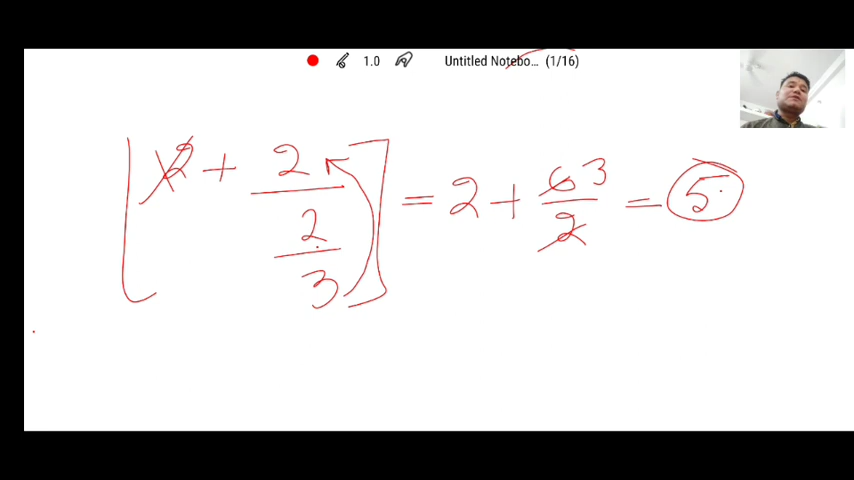 1.0 Untitled Notebo... (1/16)
[2 + 2/(2/3)] = 2 + 6 3/2 = 5